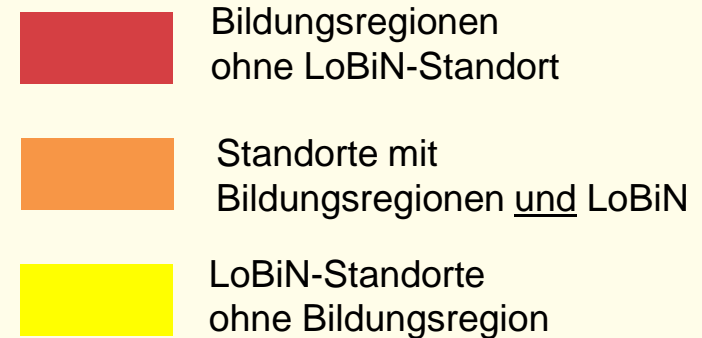 Bildungsregionen
ohne LoBiN-Standort
Standorte mit
Bildungsregionen und LoBiN
LoBiN-Standorte
ohne Bildungsregion